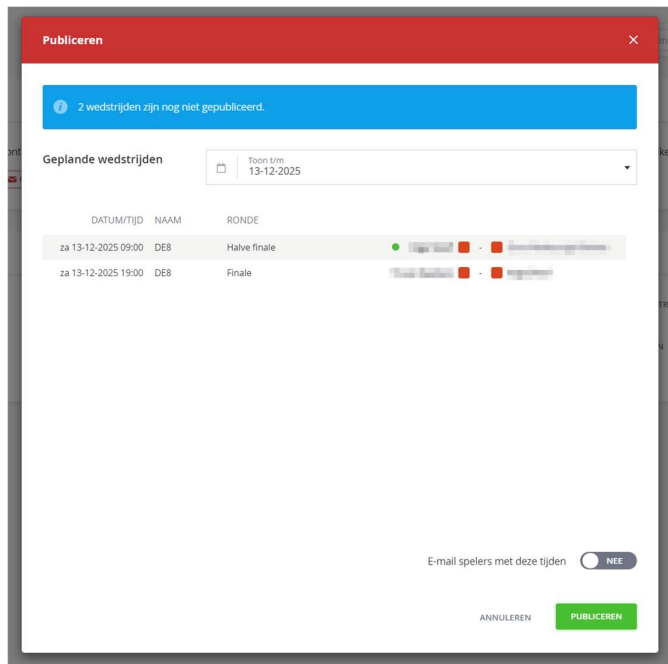 Publiceren
2 wedstrijden zijn nog niet gepubliceerd.
Geplande wedstrijden
Toon t/m
13-12-2025
DATUM/TIJD NAAM RONDE
za 13-12-2025 09:00 DE8 Halve finale -
za 13-12-2025 19:00 DE8 Finale -
E-mail spelers met deze tijden NEE
ANNULEREN PUBLICEREN